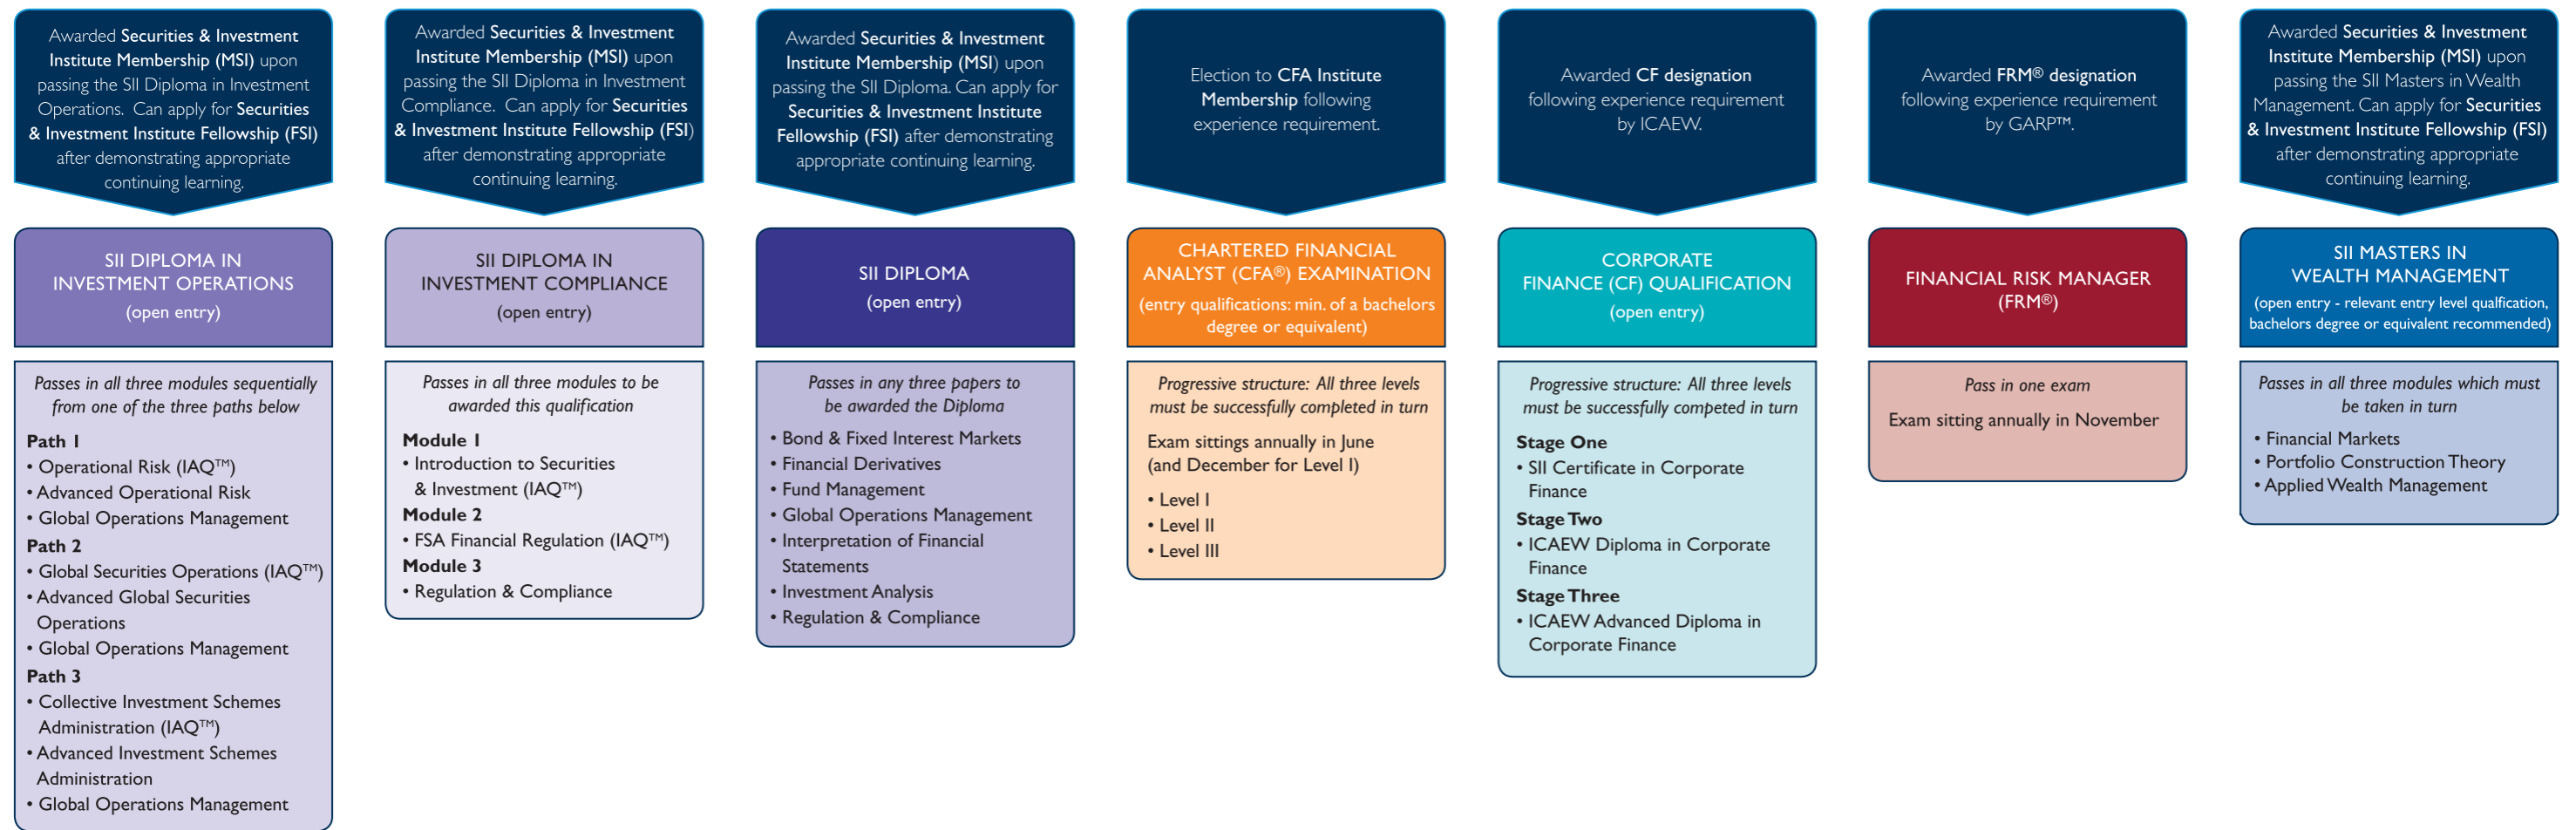 Awarded Securities & Investment
Institute Membership (MSI) upon
passing the SII Diploma in Investment
Operations. Can apply for Securities
& Investment Institute Fellowship (FSI)
after demonstrating appropriate
continuing learning.
SII DIPLOMA IN
INVESTMENT OPERATIONS
(open entry)
Passes in all three modules sequentially
from one of the three paths below
Path 1
• Operational Risk (IAQ™)
• Advanced Operational Risk
• Global Operations Management
Path 2
• Global Securities Operations (IAQ™)
• Advanced Global Securities
Operations
• Global Operations Management
Path 3
• Collective Investment Schemes
Administration (IAQ™)
• Advanced Investment Schemes
Administration
• Global Operations Management
Awarded Securities & Investment
Institute Membership (MSI) upon
passing the SII Diploma in Investment
Compliance. Can apply for Securities
& Investment Institute Fellowship (FSI)
after demonstrating appropriate
continuing learning.
SII DIPLOMA IN
INVESTMENT COMPLIANCE
(open entry)
Passes in all three modules to be
awarded this qualification
Module 1
• Introduction to Securities
& Investment (IAQ™)
Module 2
• FSA Financial Regulation (IAQ™)
Module 3
• Regulation & Compliance
Awarded Securities & Investment
Institute Membership (MSI) upon
passing the SII Diploma. Can apply for
Securities & Investment Institute
Fellowship (FSI) after demonstrating
appropriate continuing learning.
SII DIPLOMA
(open entry)
Passes in any three papers to
be awarded the Diploma
• Bond & Fixed Interest Markets
• Financial Derivatives
• Fund Management
• Global Operations Management
• Interpretation of Financial
Statements
• Investment Analysis
• Regulation & Compliance
Election to CFA Institute
Membership following
experience requirement.
CHARTERED FINANCIAL
ANALYST (CFA®) EXAMINATION
(entry qualifications: min. of a bachelors
degree or equivalent)
Progressive structure: All three levels
must be successfully completed in turn
Exam sittings annually in June
(and December for Level I)
• Level I
• Level II
• Level III
Awarded CF designation
following experience requirement
by ICAEW.
CORPORATE
FINANCE (CF) QUALIFICATION
(open entry)
Progressive structure: All three levels
must be successfully competed in turn
Stage One
• SII Certificate in Corporate
Finance
Stage Two
• ICAEW Diploma in Corporate
Finance
Stage Three
• ICAEW Advanced Diploma in
Corporate Finance
Awarded FRM® designation
following experience requirement
by GARP™.
FINANCIAL RISK MANAGER
(FRM®)
Pass in one exam
Exam sitting annually in November
Awarded Securities & Investment
Institute Membership (MSI) upon
passing the SII Masters in Wealth
Management. Can apply for Securities
& Investment Institute Fellowship (FSI)
after demonstrating appropriate
continuing learning.
SII MASTERS IN
WEALTH MANAGEMENT
(open entry - relevant entry level qualfication,
bachelors degree or equivalent recommended)
Passes in all three modules which must
be taken in turn
• Financial Markets
• Portfolio Construction Theory
• Applied Wealth Management